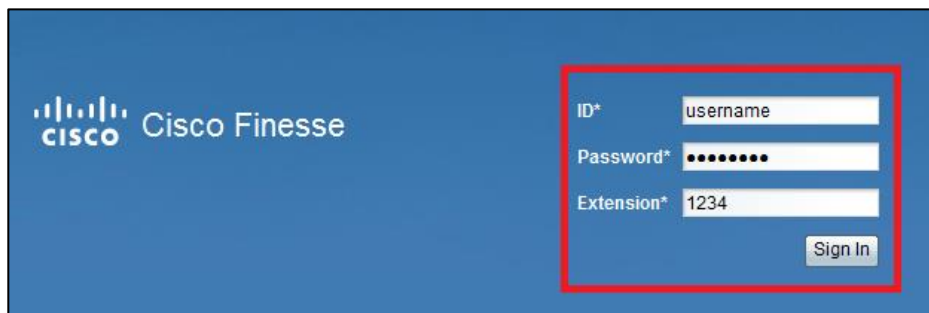 CISCO Cisco Finesse
ID* username
Password* ••••••••
Extension* 1234
Sign In